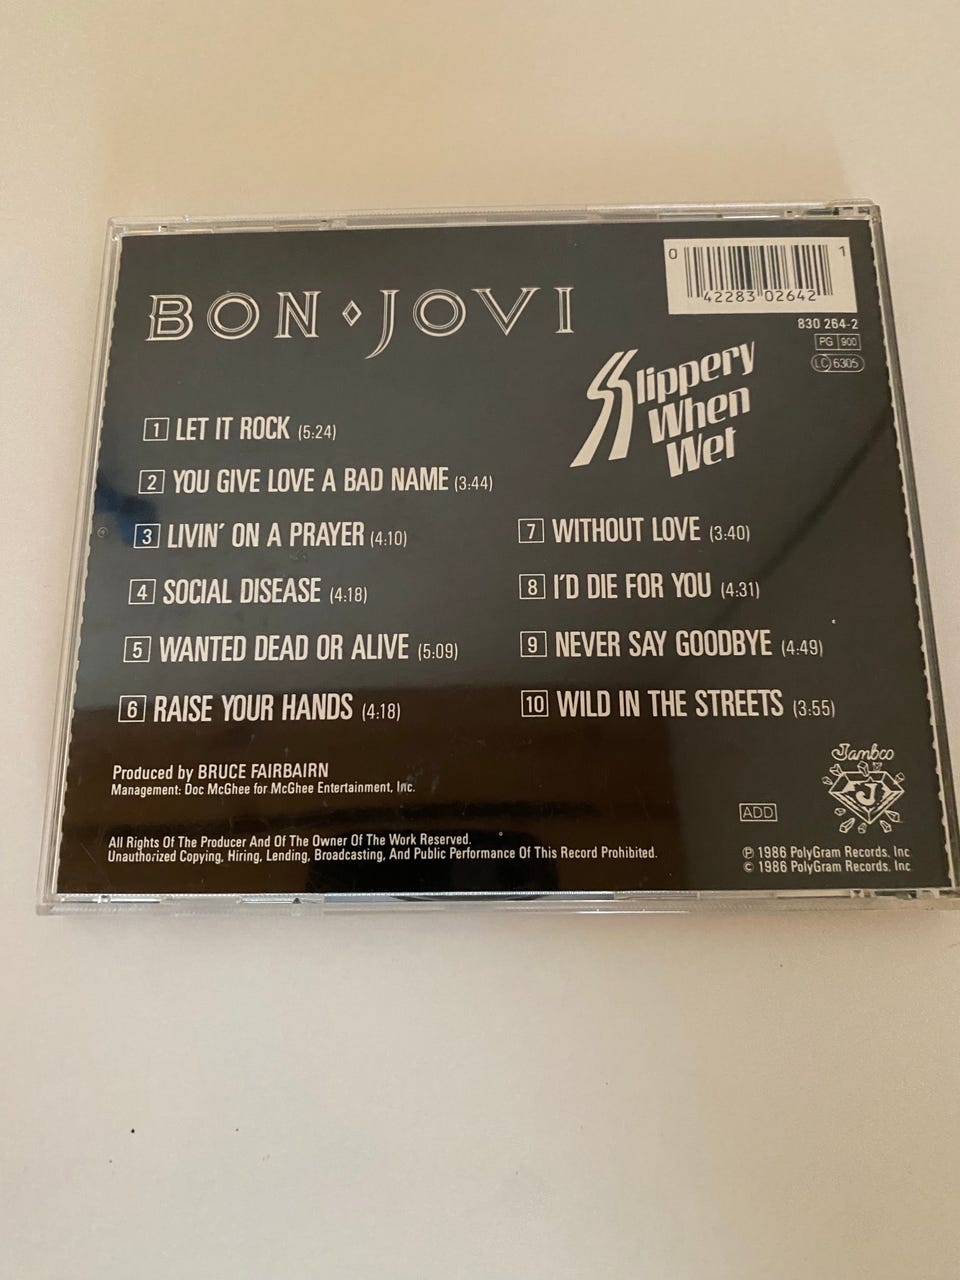 0 42283 02642 1
830 264-2
PG 900
LC 6305
BON JOVI
Slippery
When
Wet
1 LET IT ROCK (5:24)
2 YOU GIVE LOVE A BAD NAME (3:44)
3 LIVIN' ON A PRAYER (4:10)
4 SOCIAL DISEASE (4:18)
5 WANTED DEAD OR ALIVE (5:09)
6 RAISE YOUR HANDS (4:18)
7 WITHOUT LOVE (3:40)
8 I'D DIE FOR YOU (4:31)
9 NEVER SAY GOODBYE (4:49)
10 WILD IN THE STREETS (3:55)
Produced by BRUCE FAIRBAIRN
Management: Doc McGhee for McGhee Entertainment, Inc.
All Rights Of The Producer And Of The Owner Of The Work Reserved.
Unauthorized Copying, Hiring, Lending, Broadcasting, And Public Performance Of This Record Prohibited.
Jambco
J
ADD
℗ 1986 PolyGram Records, Inc.
© 1986 PolyGram Records, Inc.